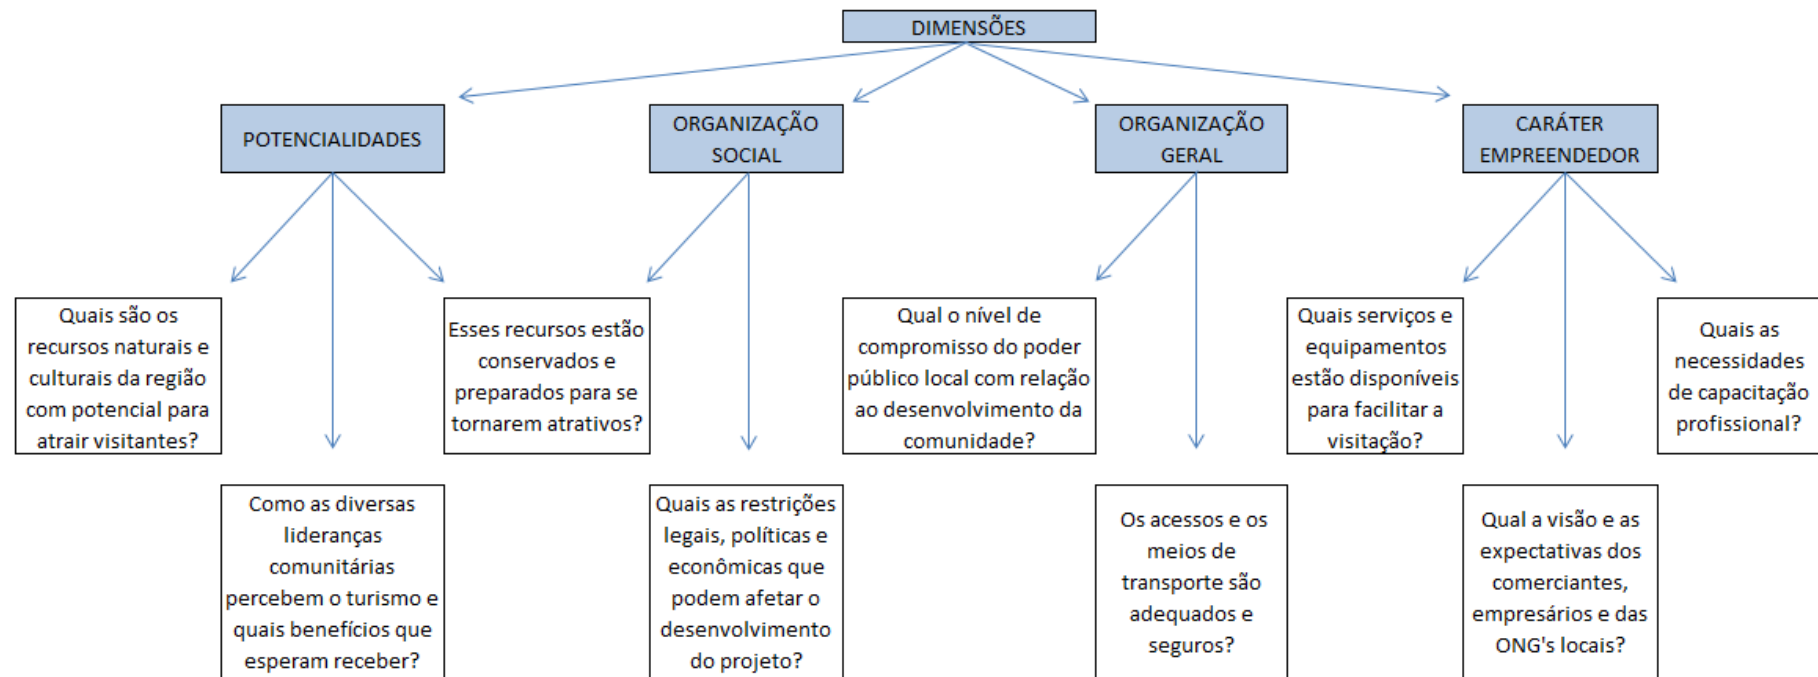 DIMENSÕES
POTENCIALIDADES
ORGANIZAÇÃO
SOCIAL
ORGANIZAÇÃO
GERAL
CARÁTER
EMPREENDEDOR
Quais são os
recursos naturais e
culturais da região
com potencial para
atrair visitantes?
Esses recursos estão
conservados e
preparados para se
tornarem atrativos?
Qual o nível de
compromisso do poder
público local com relação
ao desenvolvimento da
comunidade?
Quais serviços e
equipamentos
estão disponíveis
para facilitar a
visitação?
Quais as
necessidades
de capacitação
profissional?
Como as diversas
lideranças
comunitárias
percebem o turismo e
quais benefícios que
esperam receber?
Quais as restrições
legais, políticas e
econômicas que
podem afetar o
desenvolvimento
do projeto?
Os acessos e os
meios de
transporte são
adequados e
seguros?
Qual a visão e as
expectativas dos
comerciantes,
empresários e das
ONG's locais?